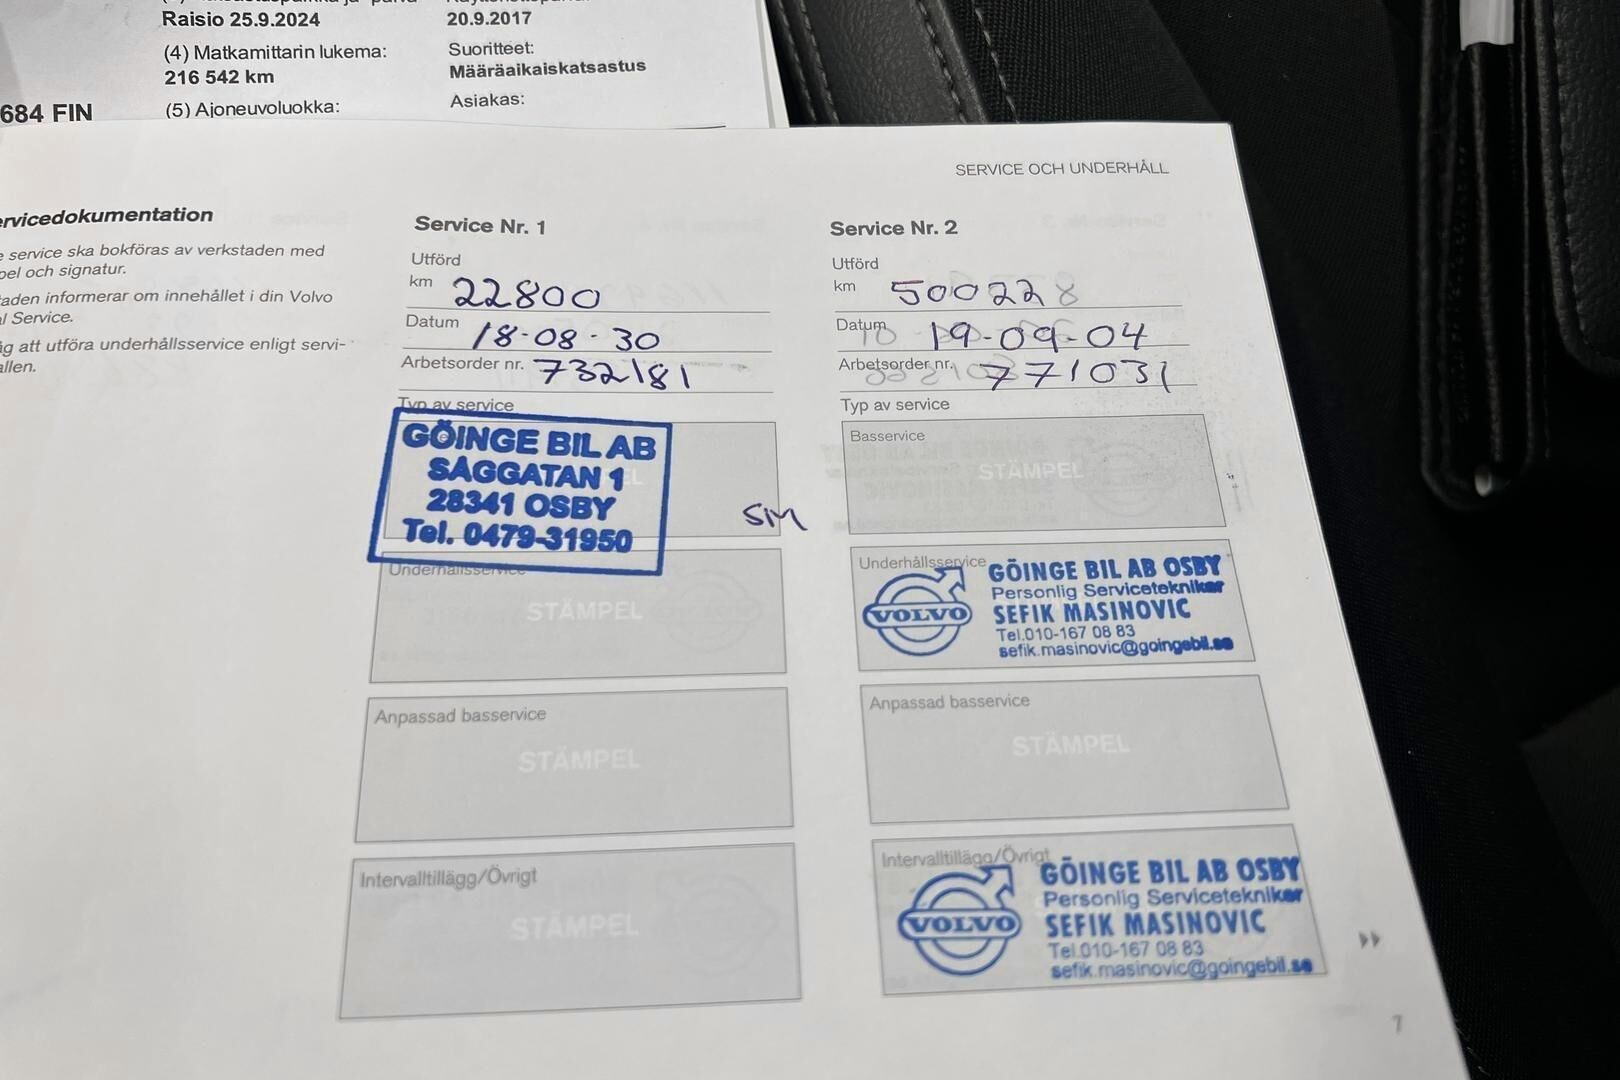 Raisio 25.9.2024
20.9.2017
(4) Matkamittarin lukema:
216 542 km
Suoritteet:
Määräaikaiskatsastus
684 FIN
(5) Ajoneuvoluokka:
Asiakas:
SERVICE OCH UNDERHÅLL
service ska bokföras av verkstaden med
och signatur.
informerar om innehållet i din Volvo
Service.
att utföra underhållsservice enligt servi-
Service Nr. 1
Utförd
km 22800
Datum 18-08-30
Arbetsorder nr. 732181
Typ av service
GÖINGE BIL AB
SÅGGATAN 1
28341 OSBY
Tel. 0479-31950
SM
Underhållsservice
STÄMPEL
Anpassad basservice
STÄMPEL
Intervalltillägg/Övrigt
STÄMPEL
Service Nr. 2
Utförd
km 500228
Datum 19-09-04
Arbetsorder nr. 771031
Typ av service
Basservice
STÄMPEL
Underhållsservice
VOLVO
GÖINGE BIL AB OSBY
Personlig Servicetekniker
SEFIK MASINOVIC
Tel.010-167 08 83
sefik.masinovic@goingebil.se
Anpassad basservice
STÄMPEL
Intervalltillägg/Övrigt
VOLVO
GÖINGE BIL AB OSBY
Personlig Servicetekniker
SEFIK MASINOVIC
Tel.010-167 08 83
sefik.masinovic@goingebil.se
7